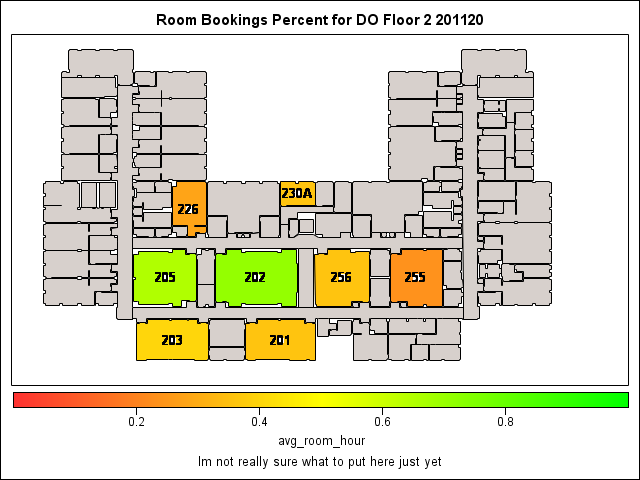 Room Bookings Percent for DO Floor 2 201120
230A
226
205
202
256
255
203
201
0.2
0.4
0.6
0.8
avg_room_hour
Im not really sure what to put here just yet